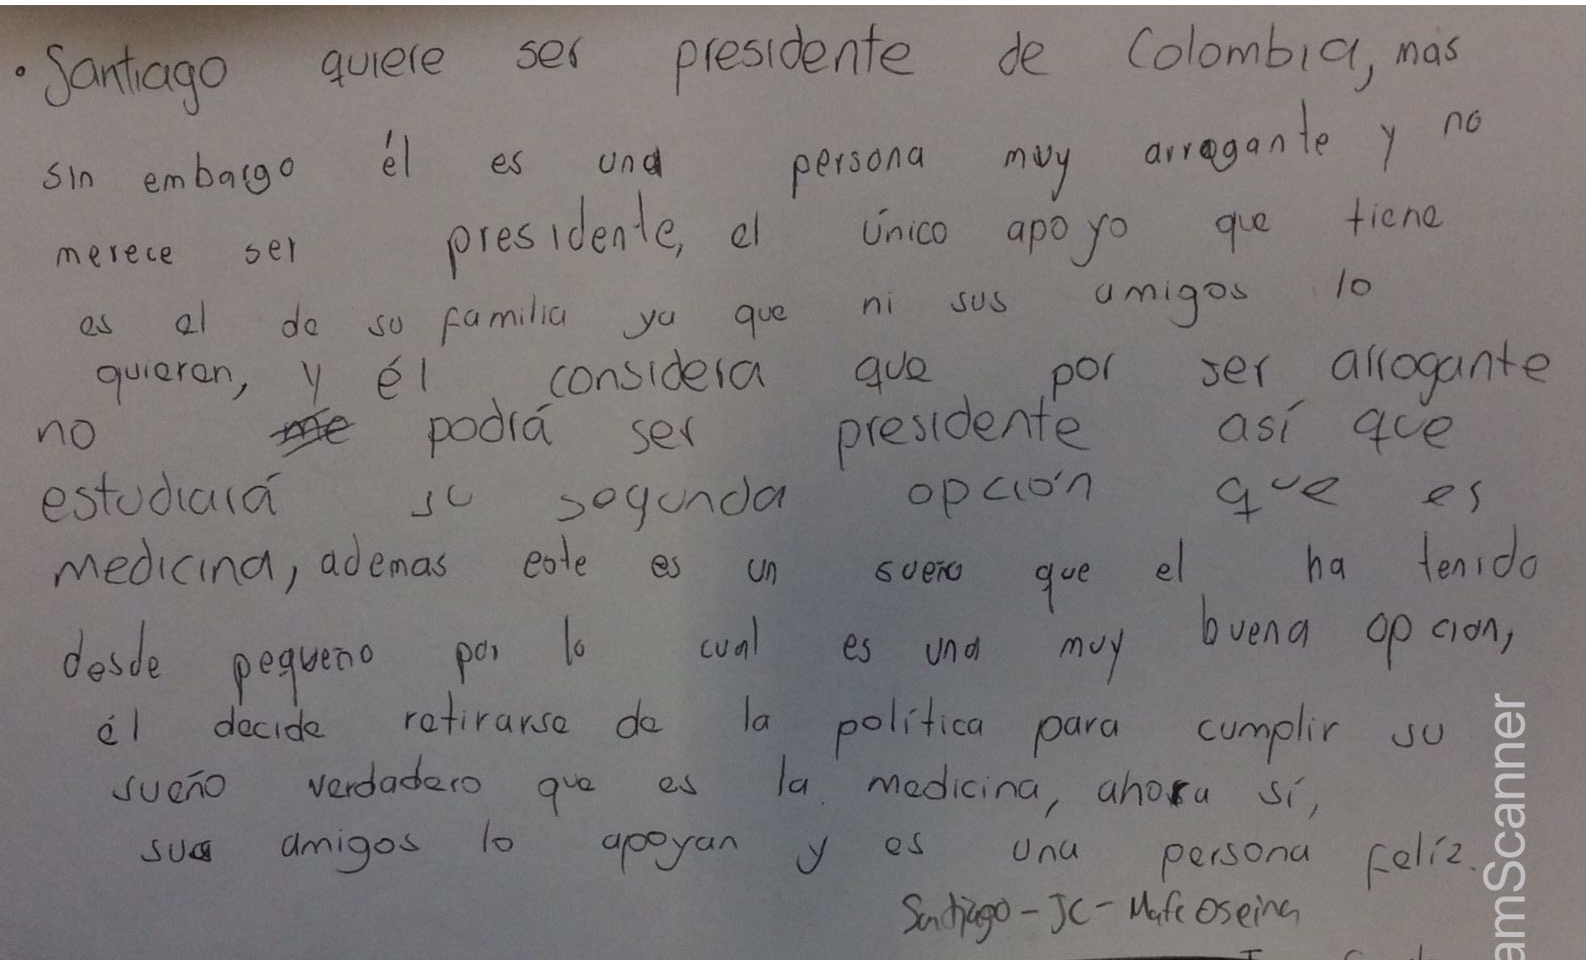 • Santiago quiere ser presidente de Colombia, mas
sin embargo él es una persona muy arrogante y no
merece ser presidente, el único apoyo que tiene
es el de su familia ya que ni sus amigos lo
quieren, y él considera que por ser arrogante
no podrá ser presidente así que
estudiará su segunda opción que es
medicina, ademas este es un sueño que el ha tenido
desde pequeño por lo cual es una muy buena opcion,
él decide retirarse de la política para cumplir su
sueño verdadero que es la medicina, ahora sí,
sus amigos lo apoyan y es una persona felíz.
Santiago - JC - Mafe
amScanner